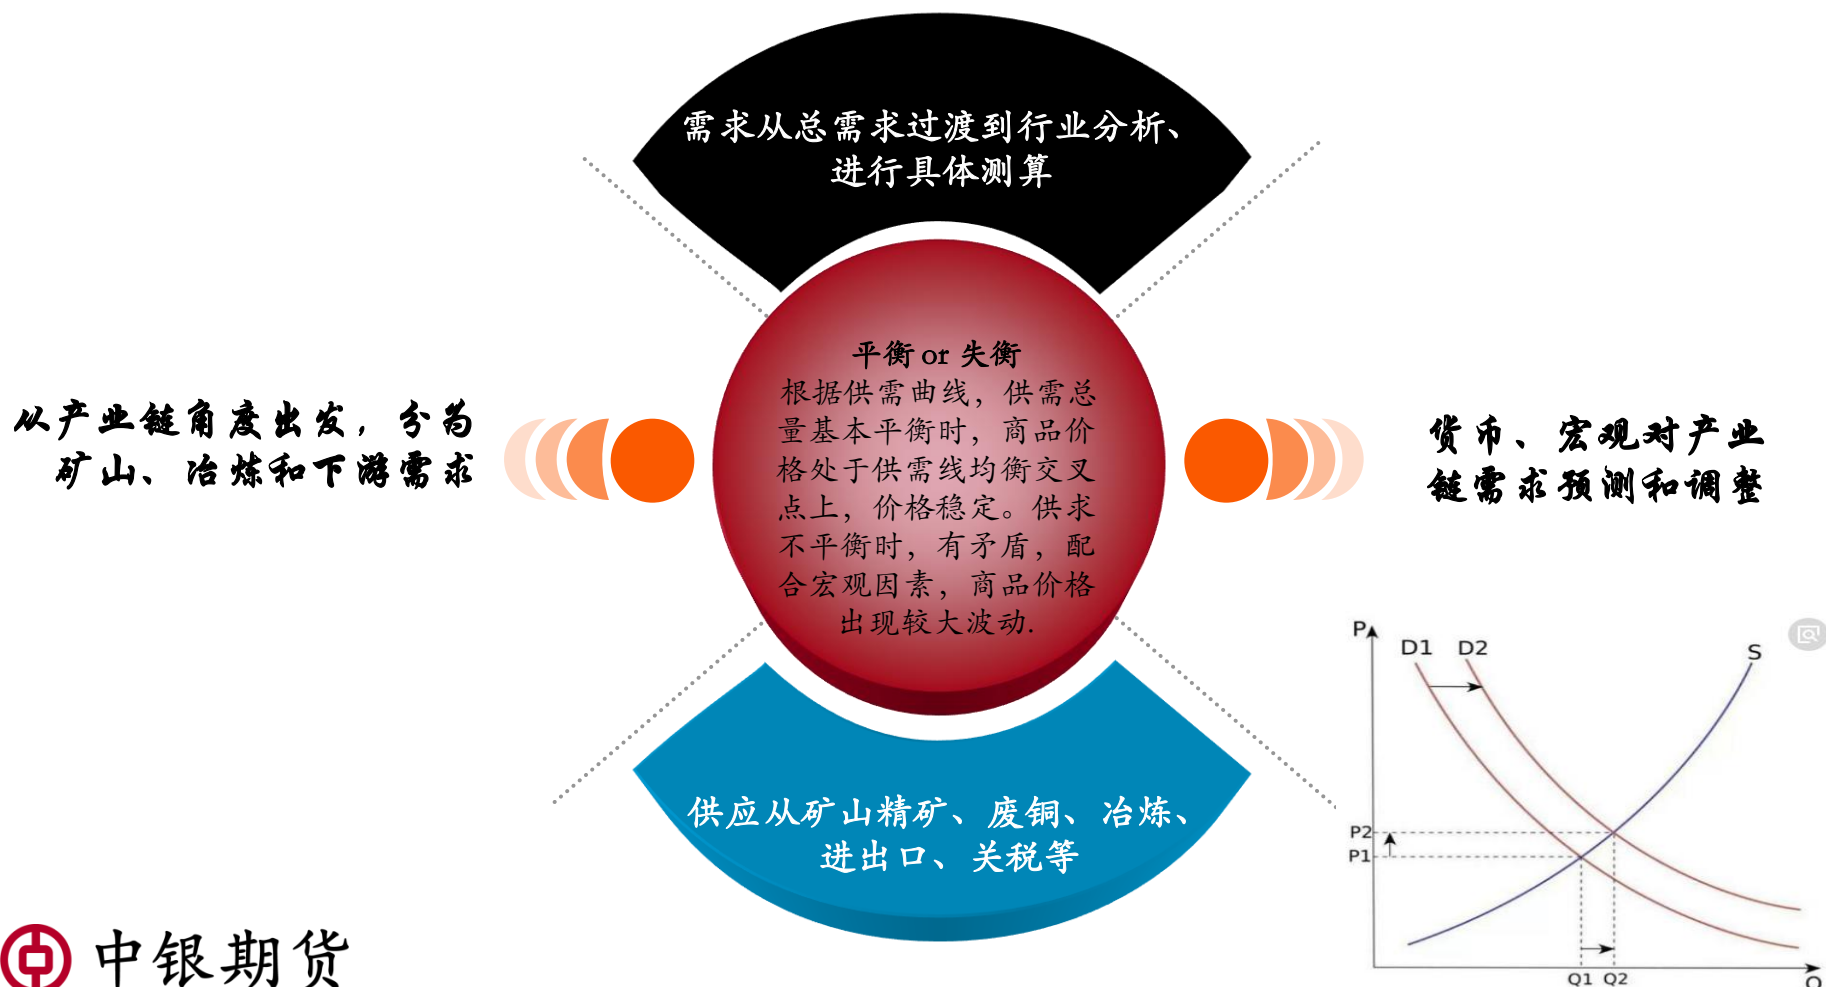 需求从总需求过渡到行业分析、
进行具体测算
平衡 or 失衡
根据供需曲线，供需总
量基本平衡时，商品价
格处于供需线均衡交叉
点上，价格稳定。供求
不平衡时，有矛盾，配
合宏观因素，商品价格
出现较大波动.
从产业链角度出发，分为
矿山、冶炼和下游需求
货币、宏观对产业
链需求预测和调整
供应从矿山精矿、废铜、冶炼、
进出口、关税等
P
D1 D2
S
P2
P1
Q1 Q2
Q
中银期货